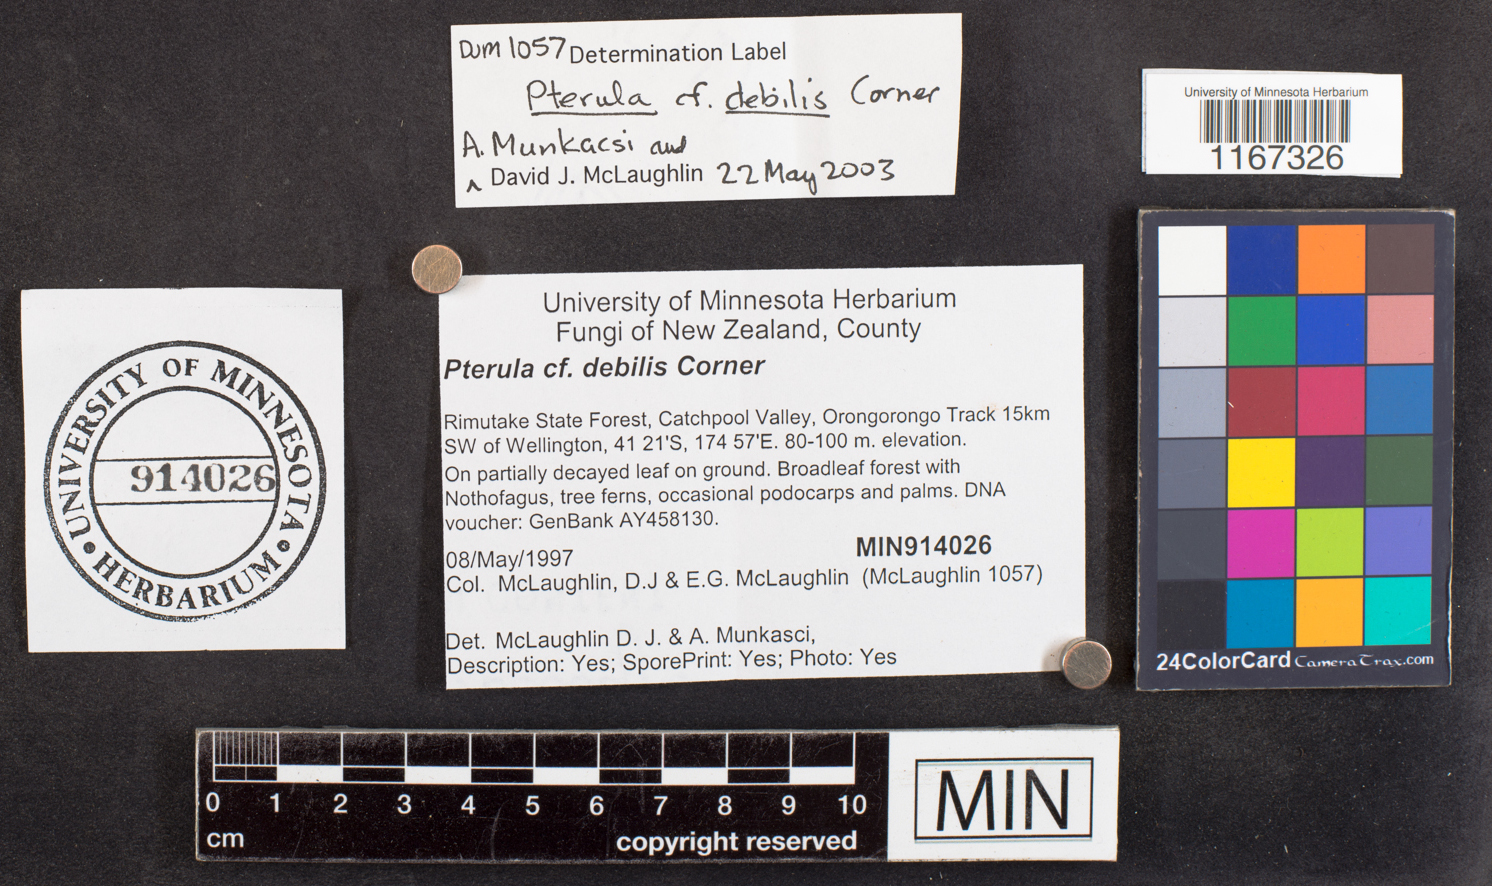 DJM 1057 Determination Label
Pterula cf. debilis Corner
A. Munkacsi and
^ David J. McLaughlin 22 May 2003
University of Minnesota Herbarium
1167326
University of Minnesota Herbarium
Fungi of New Zealand, County
Pterula cf. debilis Corner
Rimutake State Forest, Catchpool Valley, Orongorongo Track 15km
SW of Wellington, 41 21'S, 174 57'E. 80-100 m. elevation.
On partially decayed leaf on ground. Broadleaf forest with
Nothofagus, tree ferns, occasional podocarps and palms. DNA
voucher: GenBank AY458130.
08/May/1997
MIN914026
Col. McLaughlin, D.J & E.G. McLaughlin (McLaughlin 1057)
Det. McLaughlin D. J. & A. Munkasci,
Description: Yes; SporePrint: Yes; Photo: Yes
UNIVERSITY OF MINNESOTA
914026
• HERBARIUM •
24ColorCard CameraTrax.com
0 1 2 3 4 5 6 7 8 9 10
cm copyright reserved
MIN